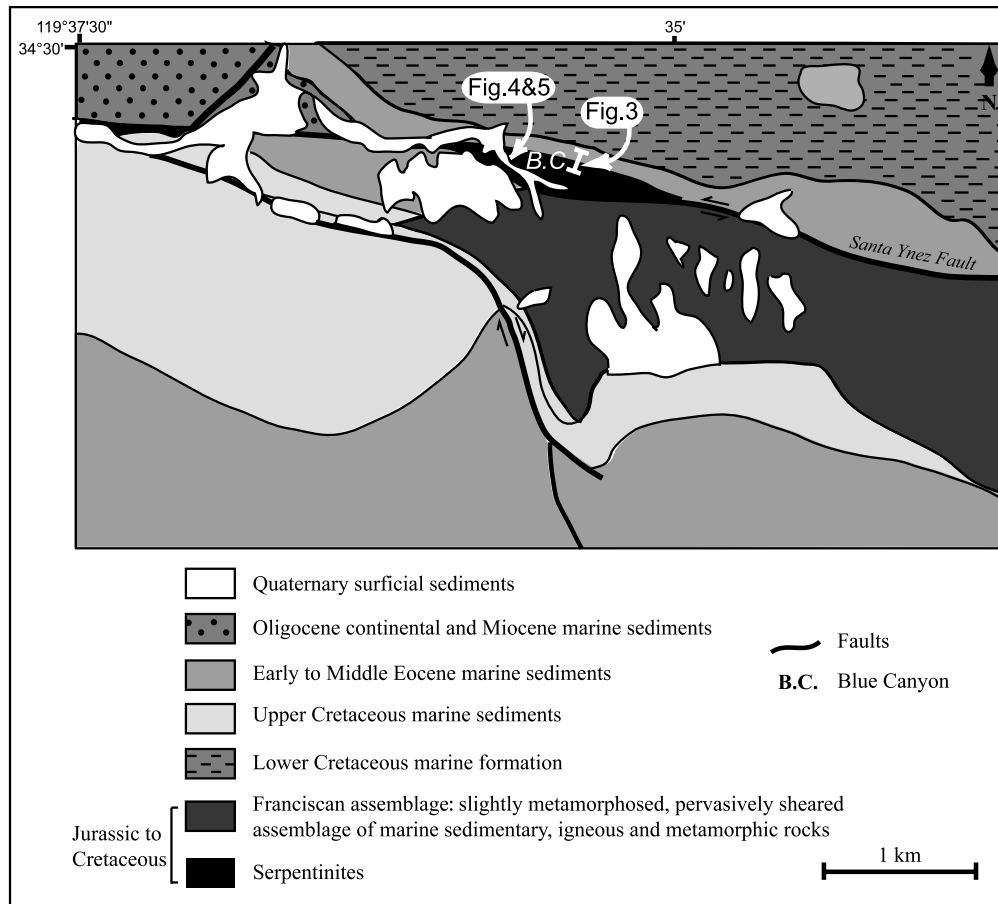 119°37'30"
35'
34°30'
N
Fig.4&5
Fig.3
B.C
Santa Ynez Fault
Quaternary surficial sediments
Oligocene continental and Miocene marine sediments
Early to Middle Eocene marine sediments
Upper Cretaceous marine sediments
Lower Cretaceous marine formation
Franciscan assemblage: slightly metamorphosed, pervasively sheared
assemblage of marine sedimentary, igneous and metamorphic rocks
Serpentinites
Jurassic to
Cretaceous
Faults
B.C. Blue Canyon
1 km